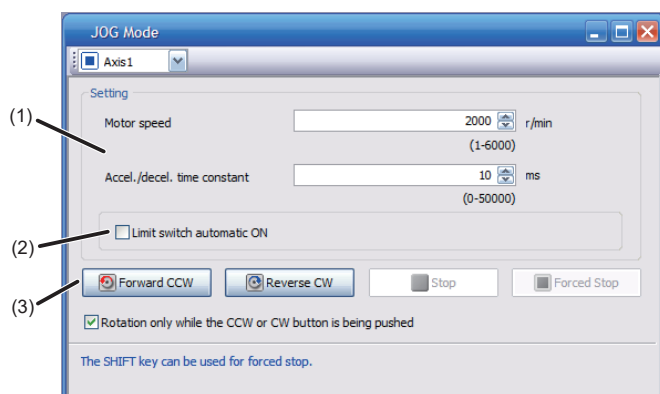 JOG Mode
Axis1
Setting
(1)
Motor speed 2000 r/min
(1-6000)
Accel./decel. time constant 10 ms
(0-50000)
(2)
Limit switch automatic ON
(3)
Forward CCW Reverse CW Stop Forced Stop
Rotation only while the CCW or CW button is being pushed
The SHIFT key can be used for forced stop.